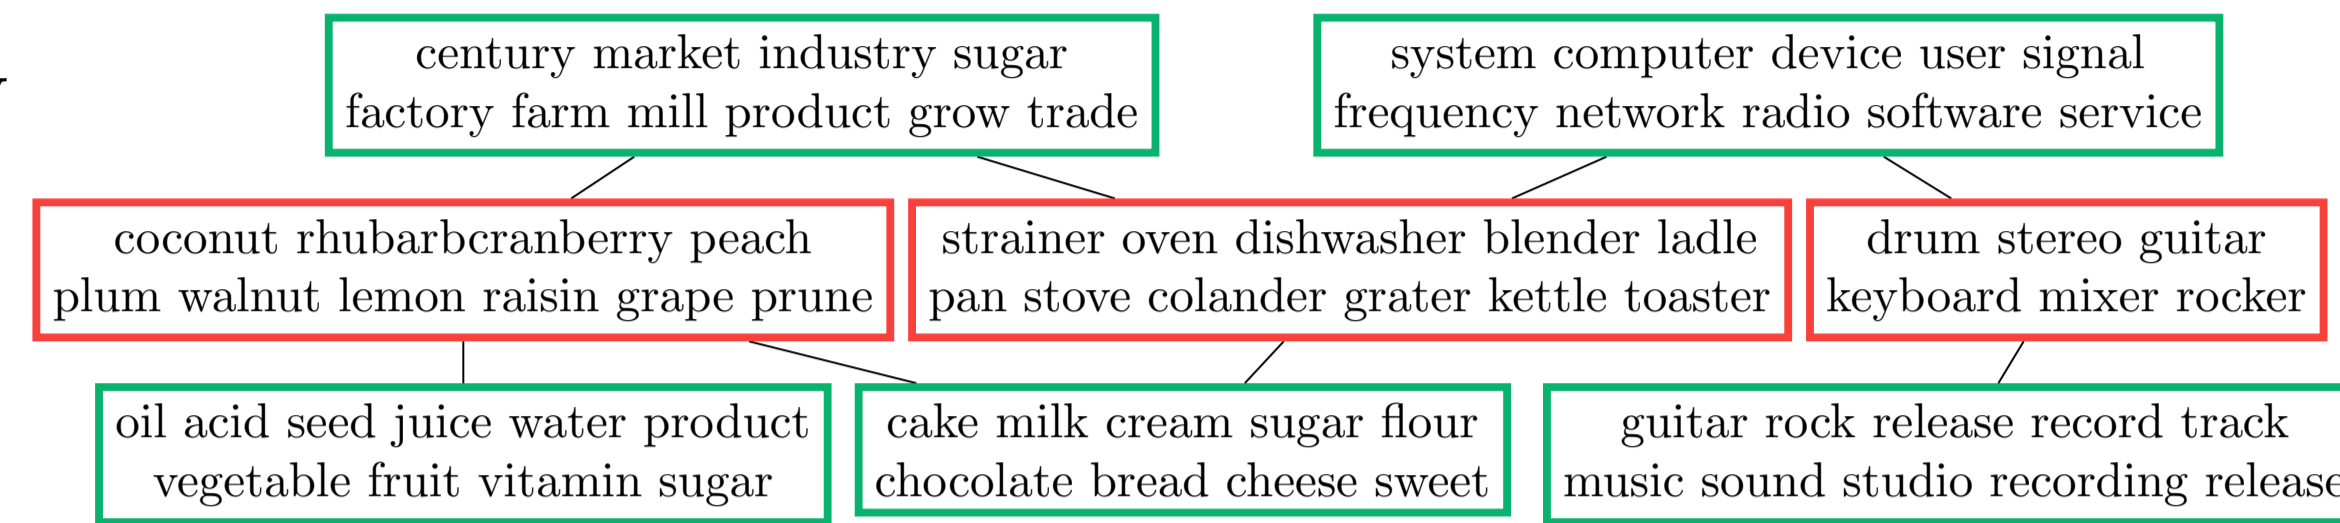 century market industry sugar
factory farm mill product grow trade
system computer device user signal
frequency network radio software service
coconut rhubarbcranberry peach
plum walnut lemon raisin grape prune
strainer oven dishwasher blender ladle
pan stove colander grater kettle toaster
drum stereo guitar
keyboard mixer rocker
oil acid seed juice water product
vegetable fruit vitamin sugar
cake milk cream sugar flour
chocolate bread cheese sweet
guitar rock release record track
music sound studio recording release